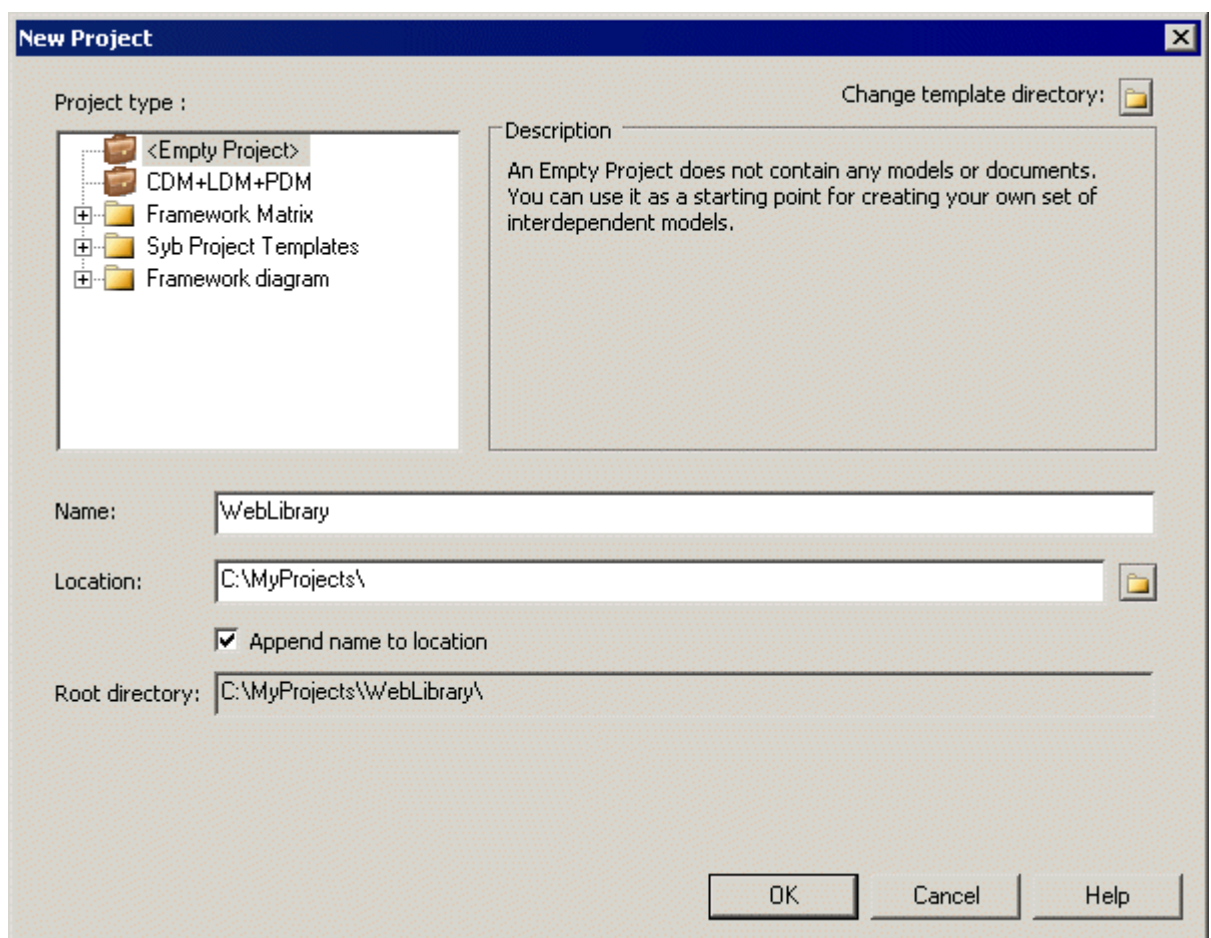 New Project
Project type :
Change template directory:
<Empty Project>
CDM+LDM+PDM
Framework Matrix
Syb Project Templates
Framework diagram
Description
An Empty Project does not contain any models or documents.
You can use it as a starting point for creating your own set of
interdependent models.
Name:
WebLibrary
Location:
C:\MyProjects\
Append name to location
Root directory:
C:\MyProjects\WebLibrary\
OK
Cancel
Help